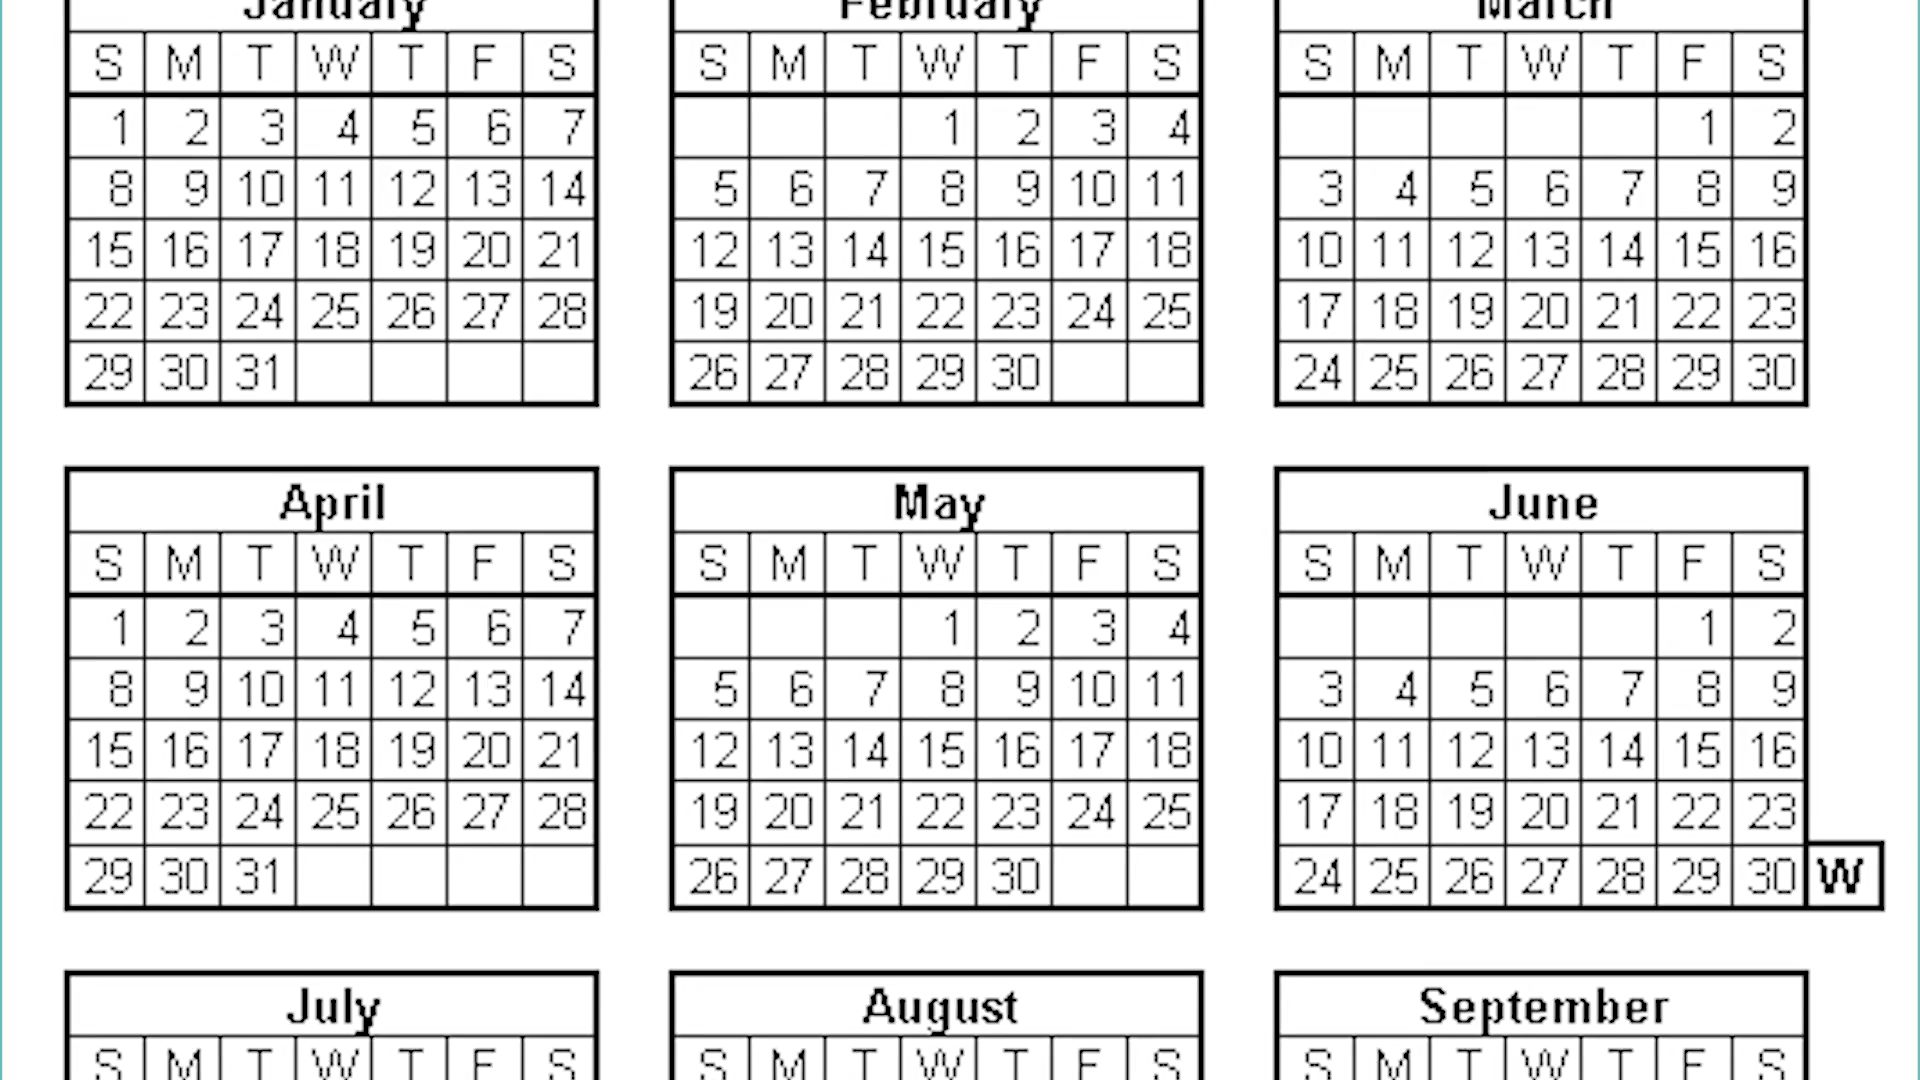 January February March
S M T W T F S S M T W T F S S M T W T F S
1 2 3 4 5 6 7 1 2 3 4 1 2
8 9 10 11 12 13 14 5 6 7 8 9 10 11 3 4 5 6 7 8 9
15 16 17 18 19 20 21 12 13 14 15 16 17 18 10 11 12 13 14 15 16
22 23 24 25 26 27 28 19 20 21 22 23 24 25 17 18 19 20 21 22 23
29 30 31 26 27 28 29 30 24 25 26 27 28 29 30
April May June
S M T W T F S S M T W T F S S M T W T F S
1 2 3 4 5 6 7 1 2 3 4 1 2
8 9 10 11 12 13 14 5 6 7 8 9 10 11 3 4 5 6 7 8 9
15 16 17 18 19 20 21 12 13 14 15 16 17 18 10 11 12 13 14 15 16
22 23 24 25 26 27 28 19 20 21 22 23 24 25 17 18 19 20 21 22 23
29 30 31 26 27 28 29 30 24 25 26 27 28 29 30 W
July August September
S M T W T F S S M T W T F S S M T W T F S